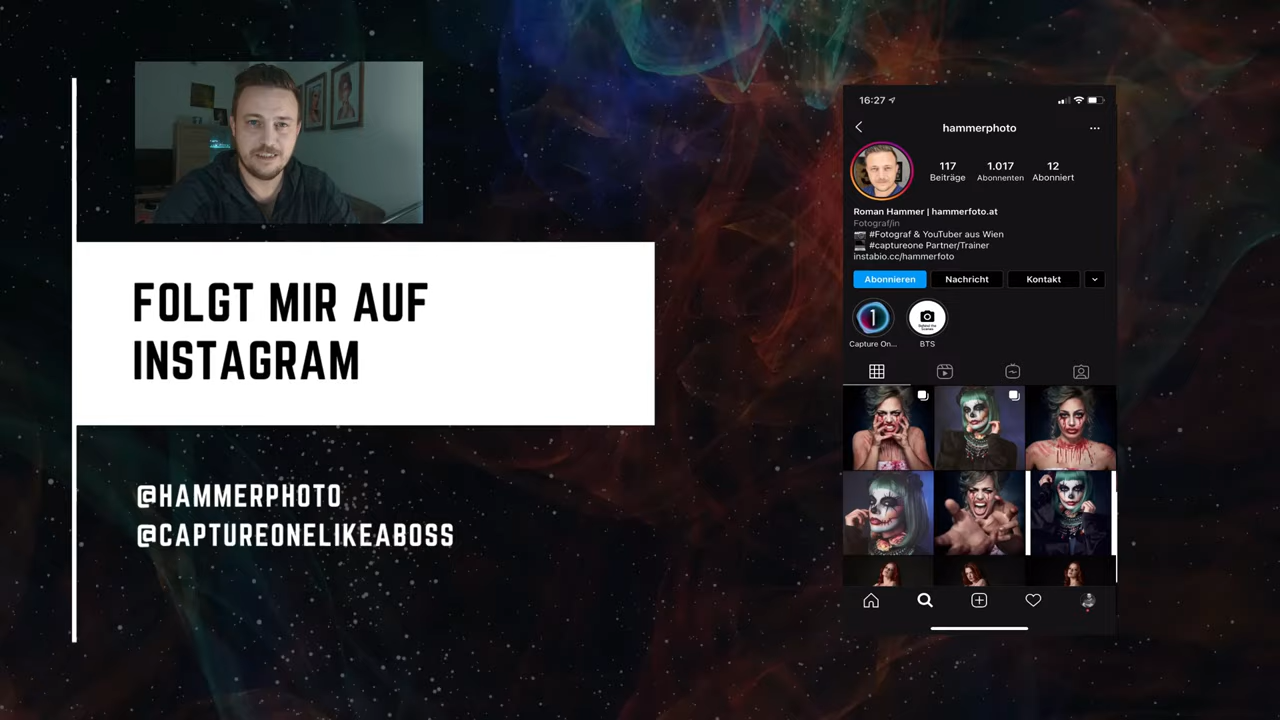 FOLGT MIR AUF
INSTAGRAM
@HAMMERPHOTO
@CAPTUREONELIKEABOSS
16:27
hammerphoto
117
Beiträge
1.017
Abonnenten
12
Abonniert
Roman Hammer | hammerfoto.at
Fotograf/in
#Fotograf & YouTuber aus Wien
#captureone Partner/Trainer
instabio.cc/hammerfoto
Abonnieren
Nachricht
Kontakt
1
Capture On...
BTS